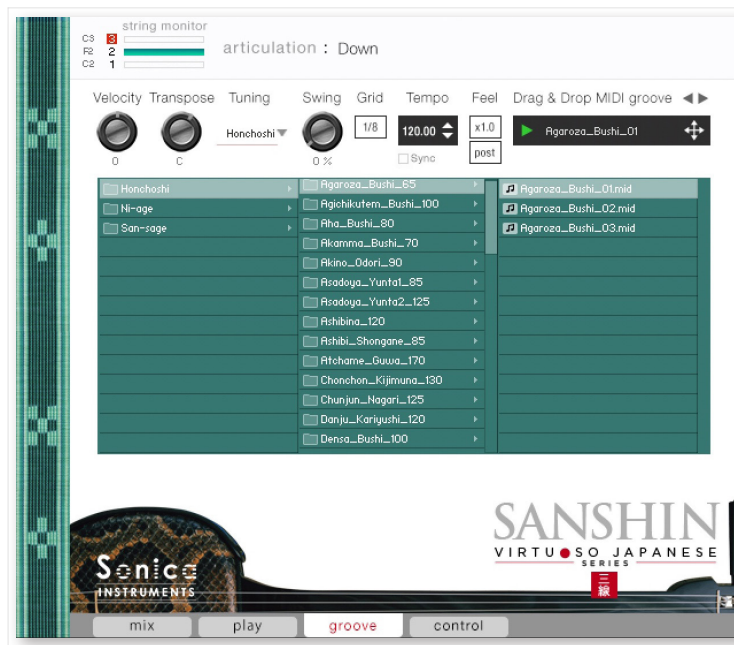 string monitor
C3 3
F2 2
C2 1
articulation : Down
Velocity Transpose Tuning Swing Grid Tempo Feel Drag & Drop MIDI groove
Honchoshi 1/8 120.00 x1.0 Agaroza_Bushi_01
0 C 0 % Sync post
Honchoshi Agaroza_Bushi_65 Agaroza_Bushi_01.mid
Ni-age Agichikutem_Bushi_100 Agaroza_Bushi_02.mid
San-sage Aha_Bushi_80 Agaroza_Bushi_03.mid
Akamma_Bushi_70
Akino_Odori_90
Asadoya_Yunta1_85
Asadoya_Yunta2_125
Ashibina_120
Ashibi_Shongane_85
Atchame_Guwa_170
Chonchon_Kijimuna_130
Chunjun_Nagari_125
Danju_Kariyushi_120
Densa_Bushi_100
SANSHIN
VIRTUOSO JAPANESE
SERIES
三線
Sonica
INSTRUMENTS
mix play groove control